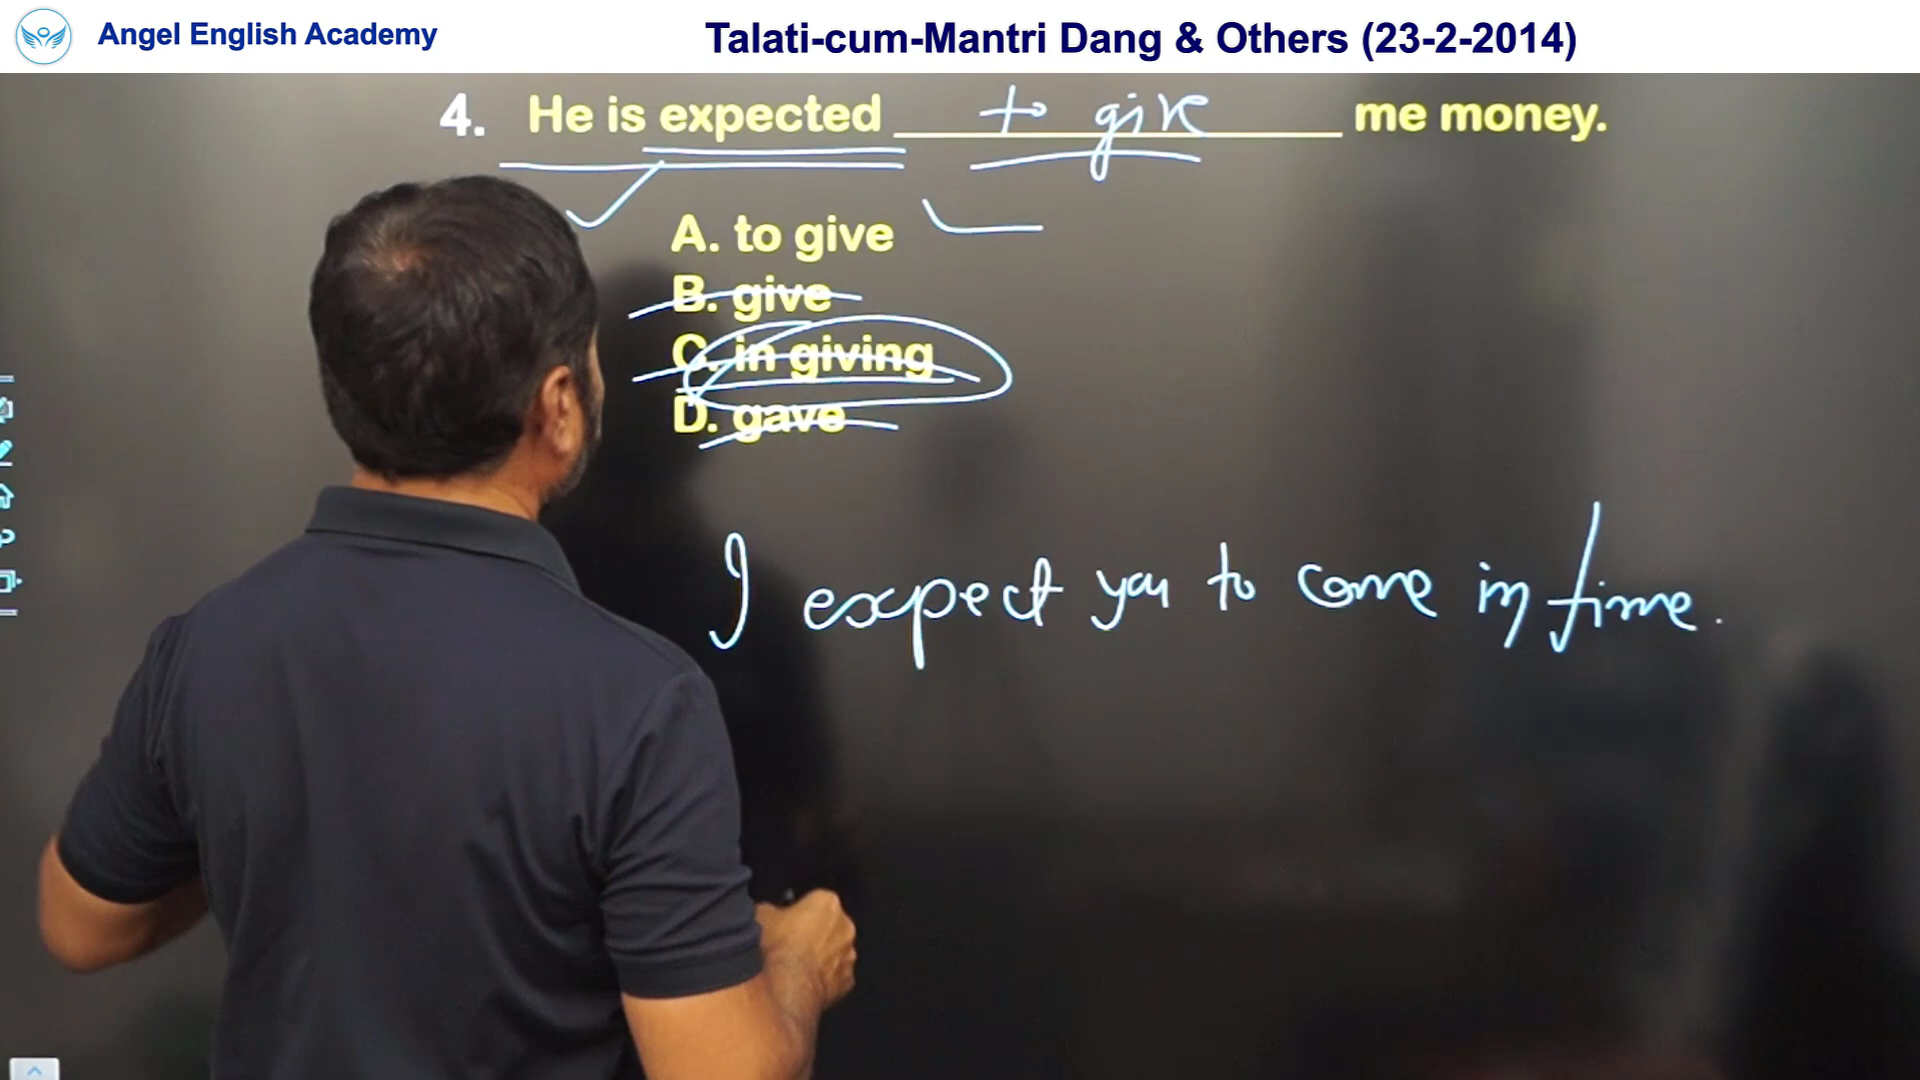 Angel English Academy
Talati-cum-Mantri Dang & Others (23-2-2014)
4. He is expected to give me money.
A. to give
B. give
C. in giving
D. gave
I expect you to come in time.